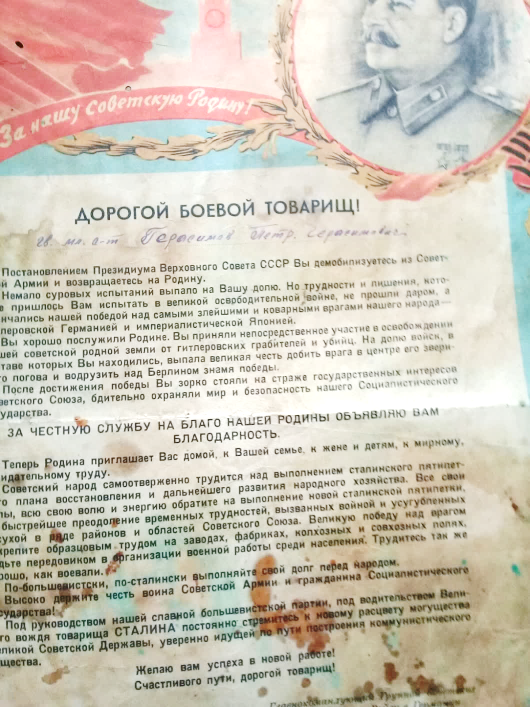 За нашу Советскую Родину!
ДОРОГОЙ БОЕВОЙ ТОВАРИЩ!
гв. мл. с-т Герасимов Петр Герасимович
Постановлением Президиума Верховного Совета СССР Вы демобилизуетесь из Совет-
ой Армии и возвращаетесь на Родину.
Немало суровых испытаний выпало на Вашу долю. Но трудности и лишения, кото-
е пришлось Вам испытать в великой освободительной войне, не прошли даром, а
нчались нашей победой над самыми злейшими и коварными врагами нашего народа—
леровской Германией и империалистической Японией.
Вы хорошо послужили Родине. Вы приняли непосредственное участие в освобождении
шей советской родной земли от гитлеровских грабителей и убийц. На долю войск, в
таве которых Вы находились, выпала великая честь добить врага в центре его звери-
го логова и водрузить над Берлином знамя победы.
После достижения победы Вы зорко стояли на страже государственных интересов
ветского Союза, бдительно охраняли мир и безопасность нашего Социалистического
сударства.
ЗА ЧЕСТНУЮ СЛУЖБУ НА БЛАГО НАШЕЙ РОДИНЫ ОБЪЯВЛЯЮ ВАМ
БЛАГОДАРНОСТЬ.
Теперь Родина приглашает Вас домой, к Вашей семье, к жене и детям, к мирному,
идательному труду.
Советский народ самоотверженно трудится над выполнением сталинского пятилет-
го плана восстановления и дальнейшего развития народного хозяйства. Все свои
лы, всю свою волю и энергию обратите на выполнение новой сталинской пятилетки,
быстрейшее преодоление временных трудностей, вызванных войной и усугубленных
сухой в ряде районов и областей Советского Союза. Великую победу над врагом
крепите образцовым трудом на заводах, фабриках, колхозных и совхозных полях.
дьте передовиком в организации военной работы среди населения. Трудитесь так же
рошо, как воевали.
По-большевистски, по-сталински выполняйте свой долг перед народом.
Высоко держите честь воина Советской Армии и гражданина Социалистического
сударства!
Под руководством нашей славной большевистской партии, под водительством Вели-
го вождя товарища СТАЛИНА постоянно стремитесь к новому расцвету могущества
еликой Советской Державы, уверенно идущей по пути построения коммунистического
щества.
Желаю вам успеха в новой работе!
Счастливого пути, дорогой товарищ!
Главнокомандующий Группой